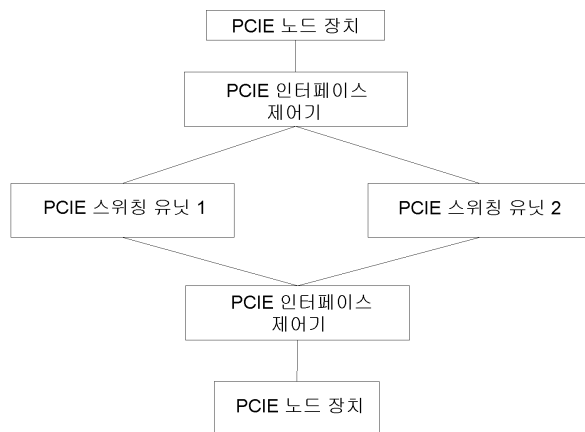 PCIE 노드 장치
PCIE 인터페이스
제어기
PCIE 스위칭 유닛 1
PCIE 스위칭 유닛 2
PCIE 인터페이스
제어기
PCIE 노드 장치